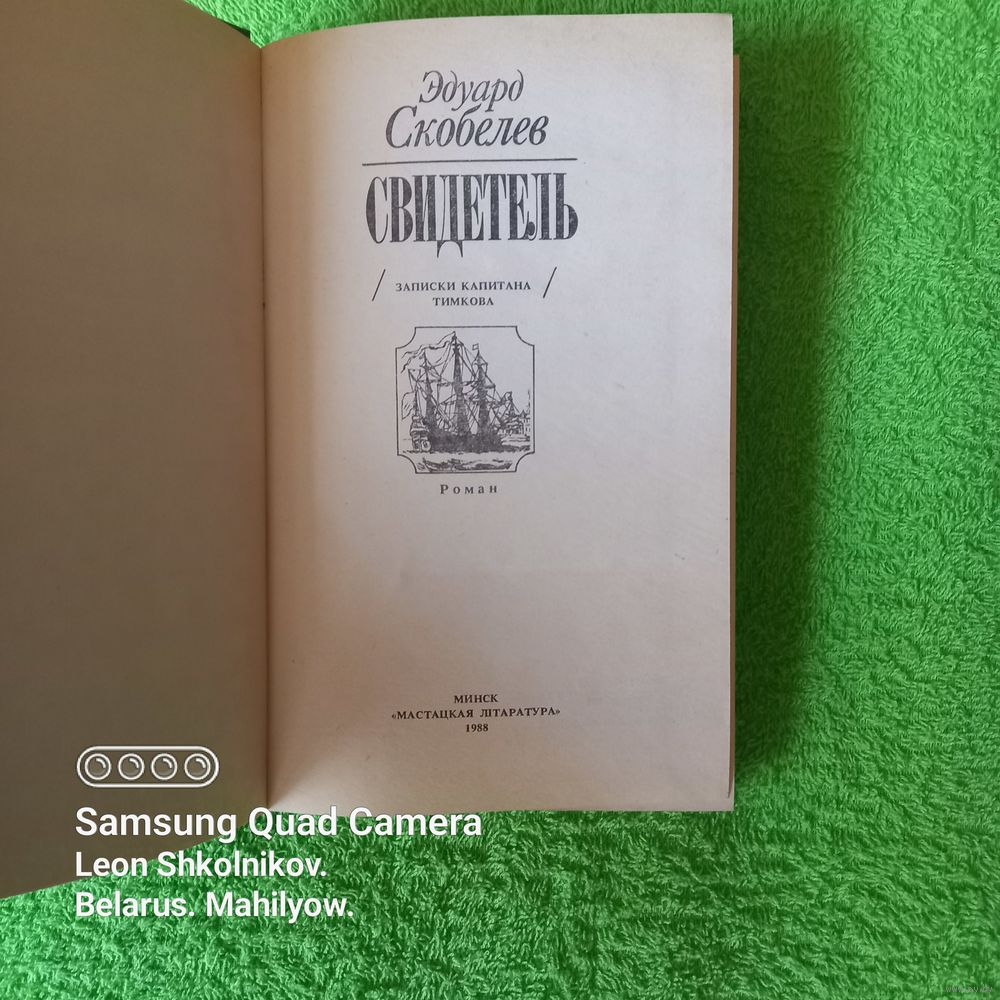 Эдуард
Скобелев
СВИДЕТЕЛЬ
/ ЗАПИСКИ КАПИТАНА /
ТИМКОВА
Роман
МИНСК
«МАСТАЦКАЯ ЛІТАРАТУРА»
1988
Samsung Quad Camera
Leon Shkolnikov.
Belarus. Mahilyow.